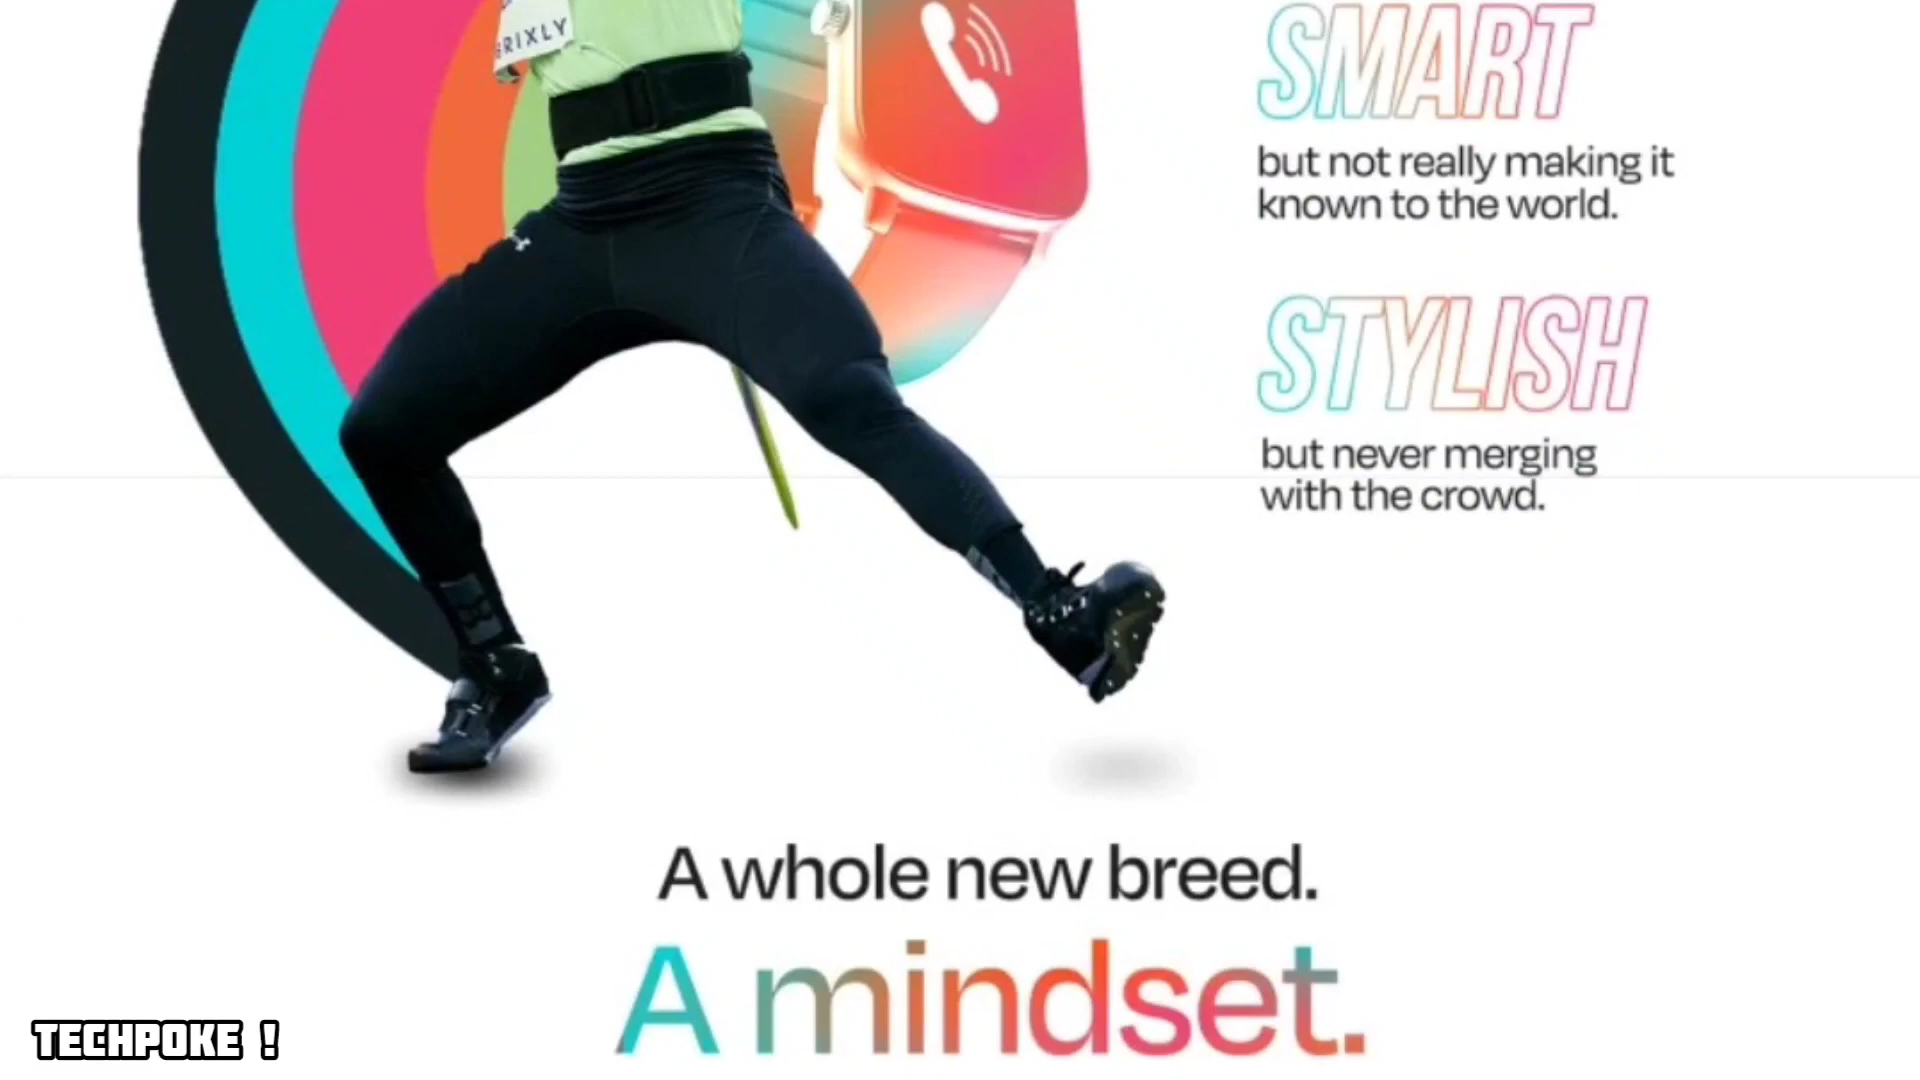 SMART
but not really making it
known to the world.
STYLISH
but never merging
with the crowd.
A whole new breed.
A mindset.
TECHPOKE !